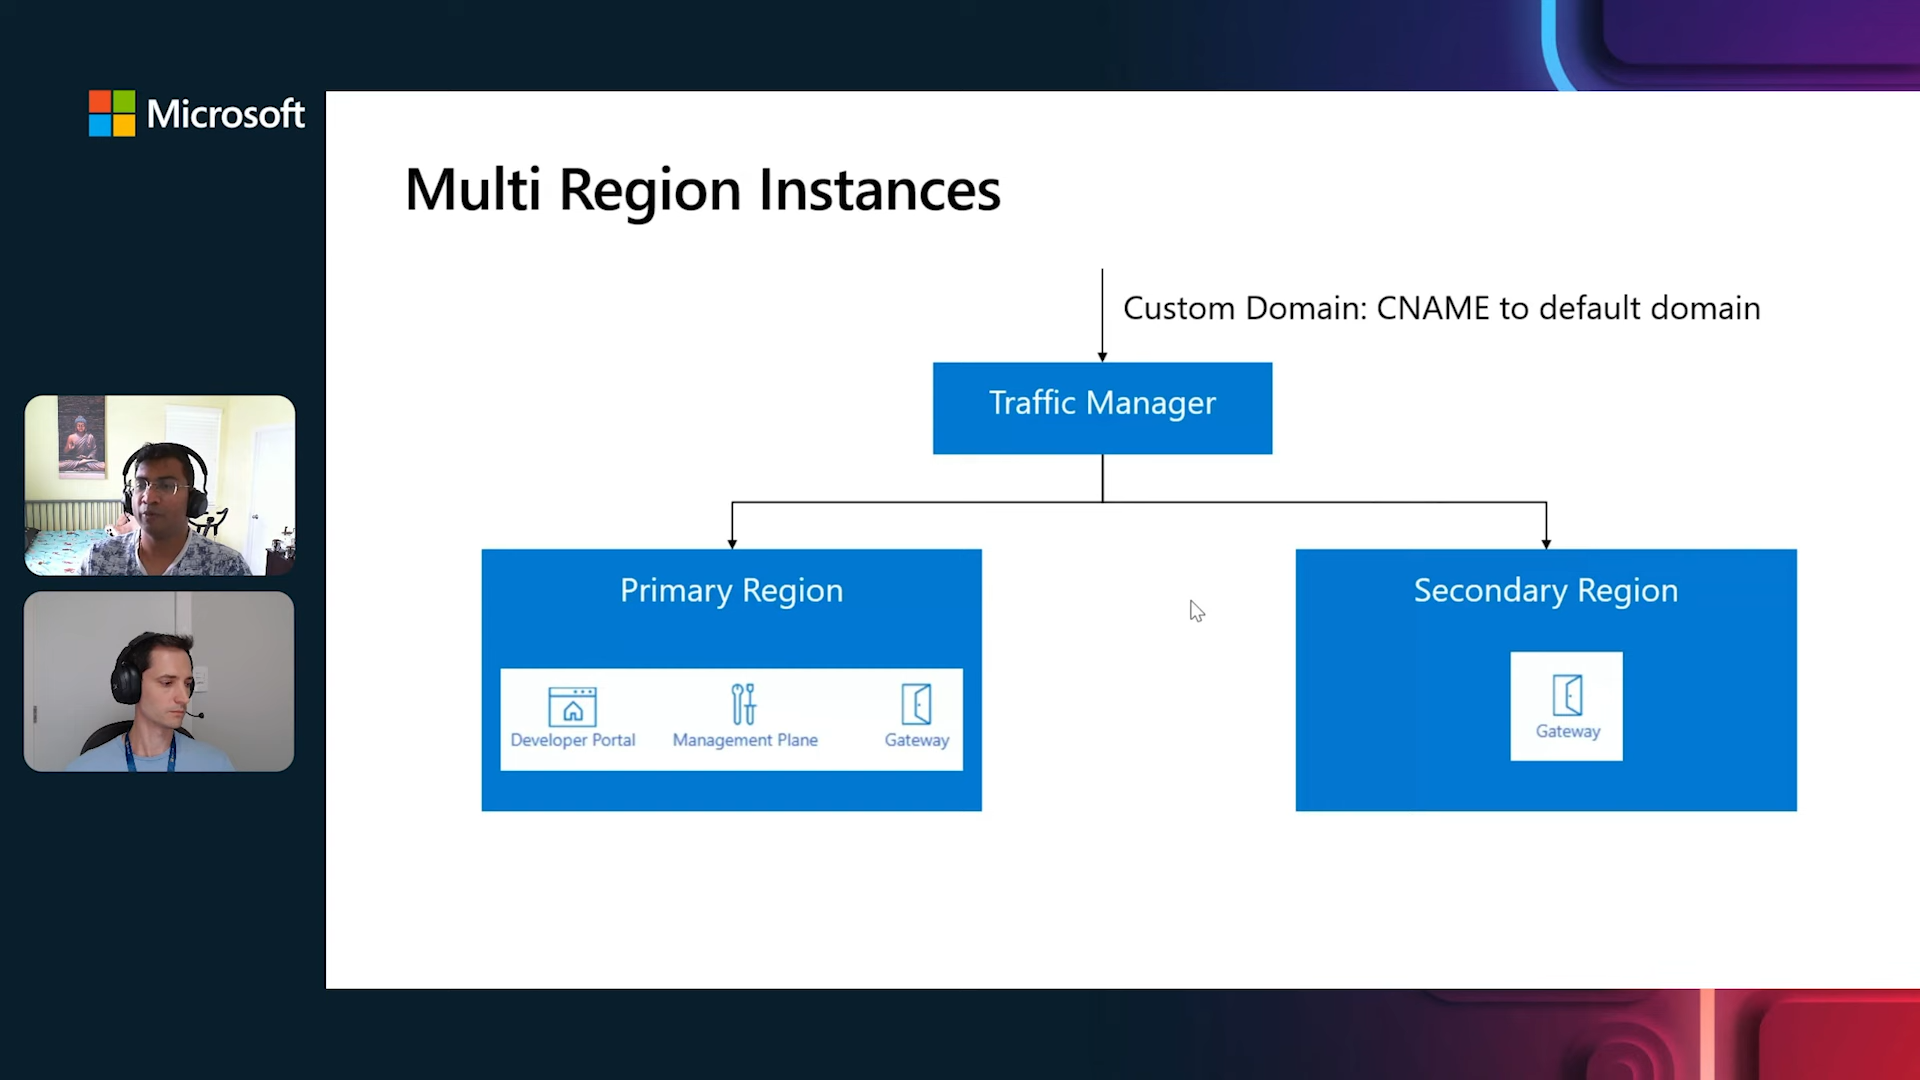 Microsoft
Multi Region Instances
Custom Domain: CNAME to default domain
Traffic Manager
Primary Region
Developer Portal
Management Plane
Gateway
Secondary Region
Gateway